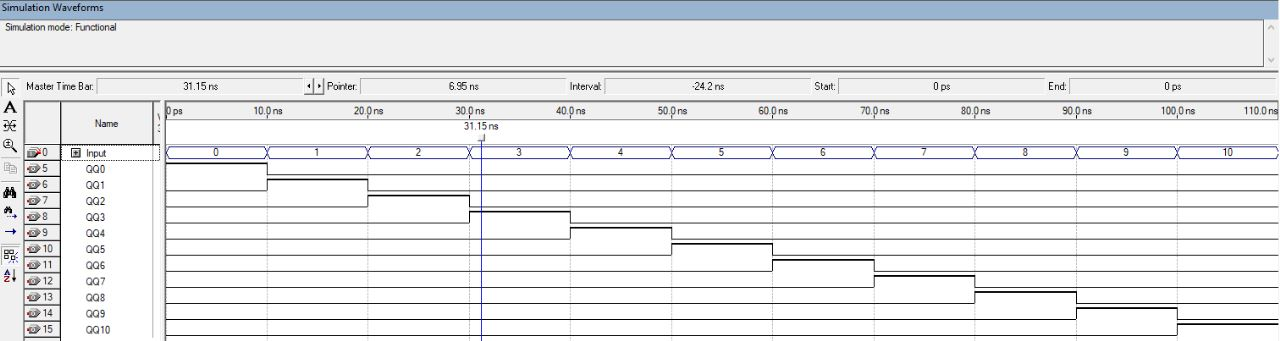 Simulation Waveforms
Simulation mode: Functional
Master Time Bar: 31.15 ns Pointer: 6.95 ns Interval: -24.2 ns Start: 0 ps End: 0 ps
Name
0 ps 10.0 ns 20.0 ns 30.0 ns 40.0 ns 50.0 ns 60.0 ns 70.0 ns 80.0 ns 90.0 ns 100.0 ns 110.0 ns
31.15 ns
0 Input 0 1 2 3 4 5 6 7 8 9 10
5 QQ0
6 QQ1
7 QQ2
8 QQ3
9 QQ4
10 QQ5
11 QQ6
12 QQ7
13 QQ8
14 QQ9
15 QQ10